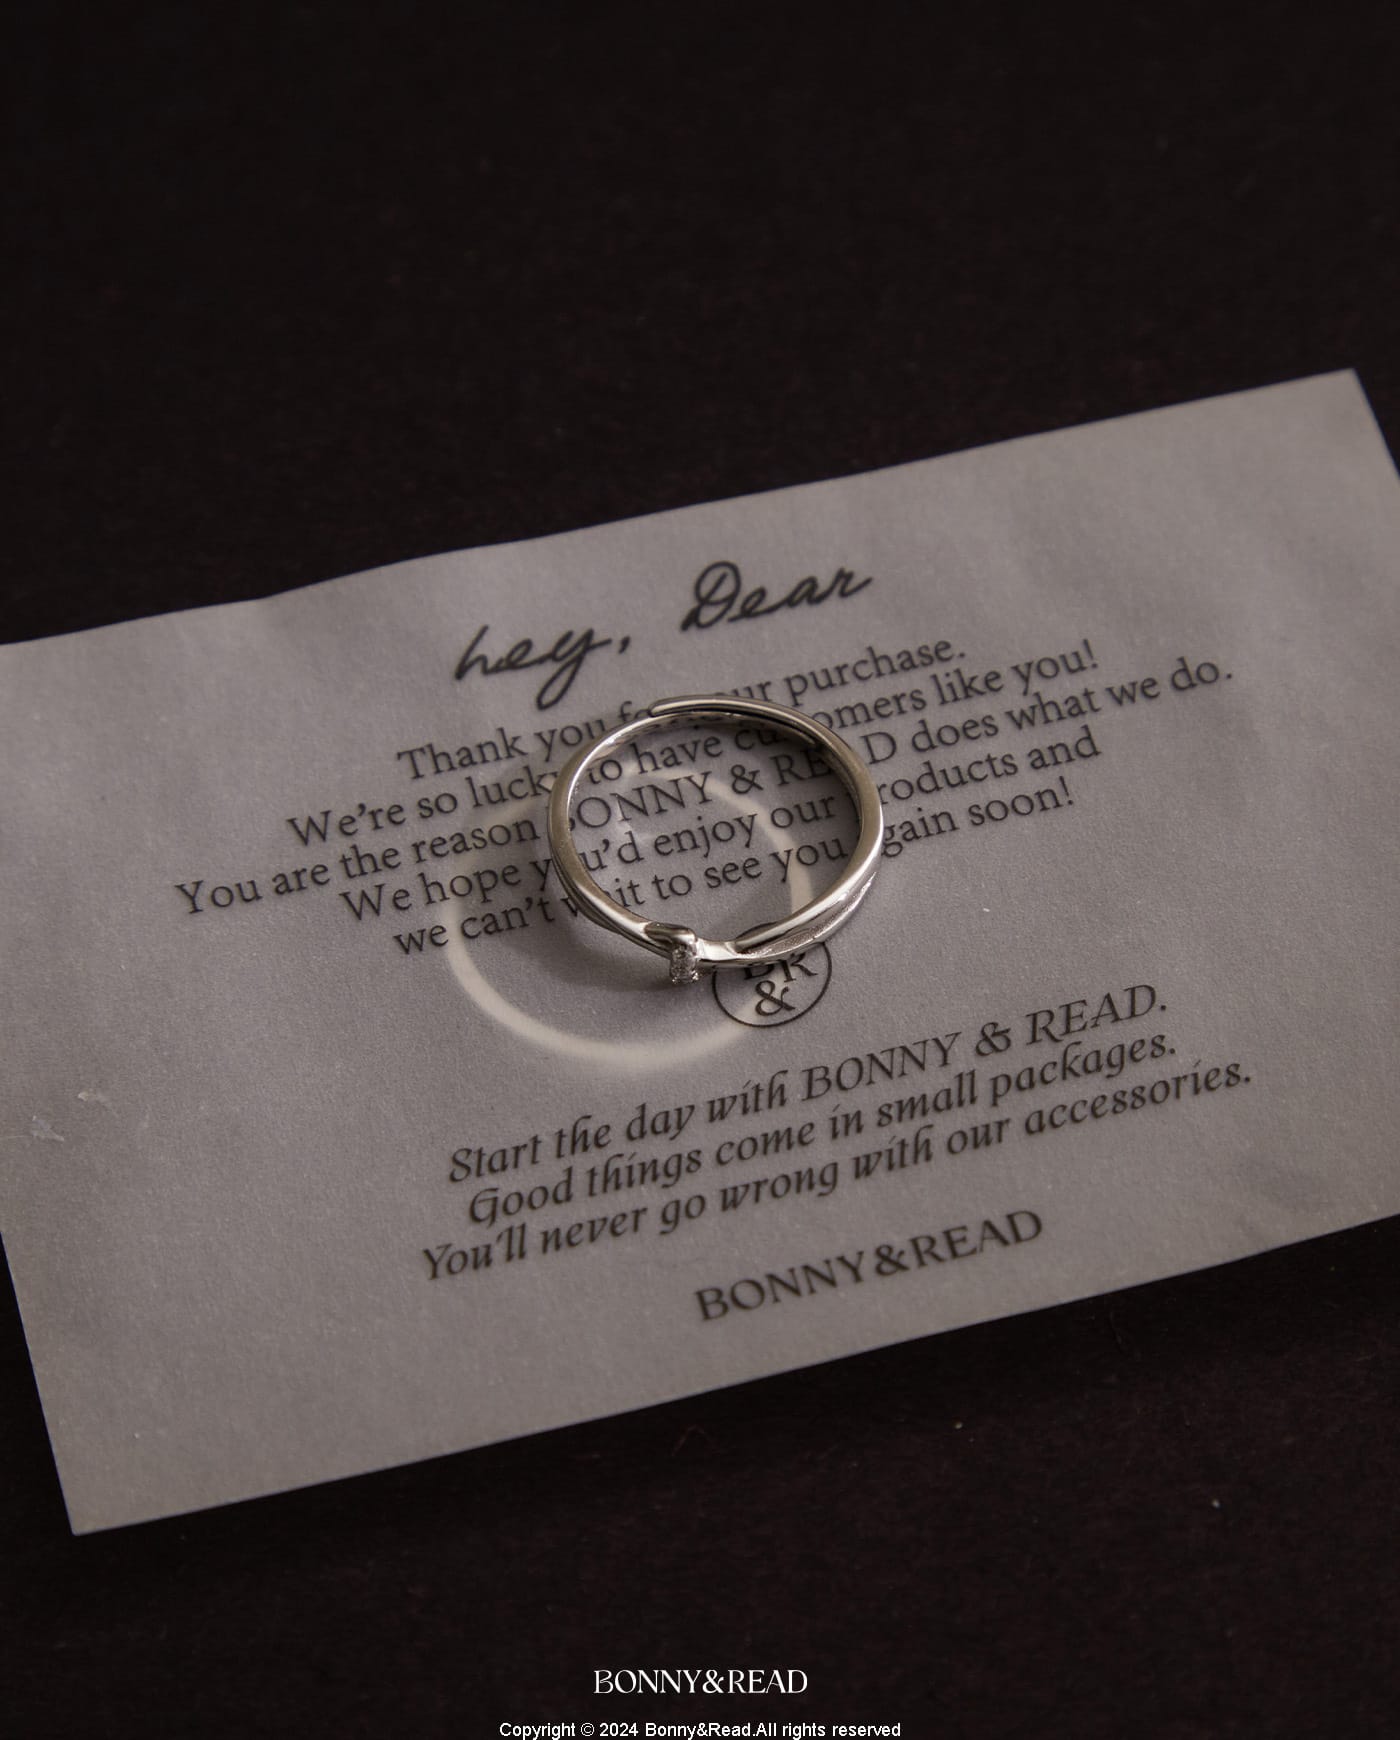 hey, Dear
Thank you for your purchase.
We're so lucky to have customers like you!
You are the reason BONNY & READ does what we do.
We hope you'd enjoy our products and
we can't wait to see you again soon!
BR
&
Start the day with BONNY & READ.
Good things come in small packages.
You'll never go wrong with our accessories.
BONNY&READ
BONNY&READ
Copyright © 2024 Bonny&Read.All rights reserved